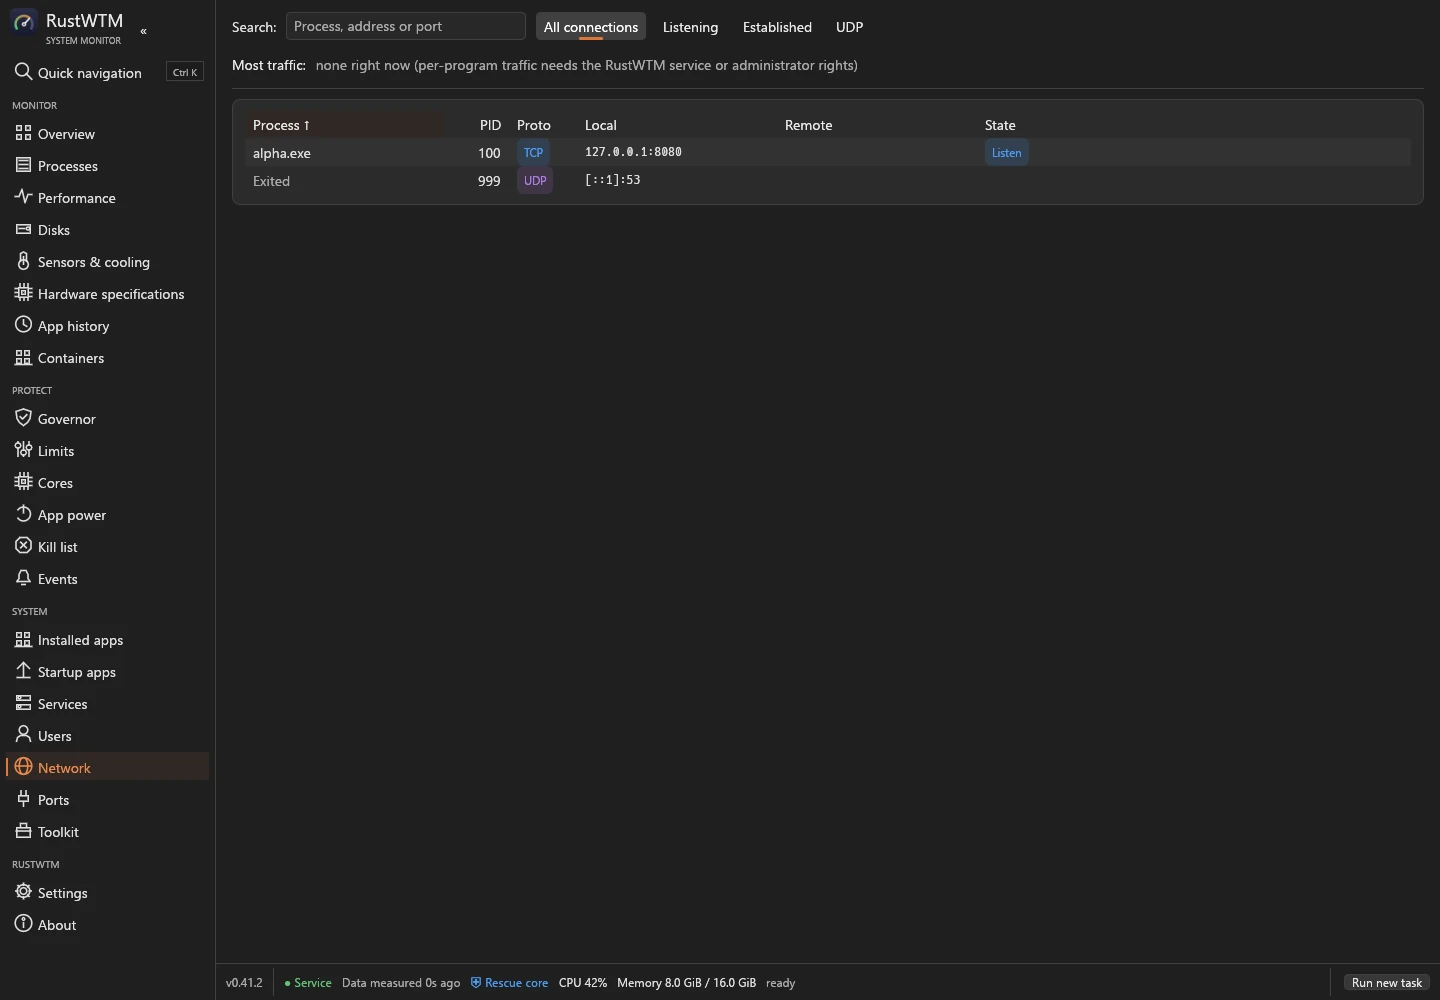 RustWTM
SYSTEM MONITOR
«
Quick navigation Ctrl K
MONITOR
Overview
Processes
Performance
Disks
Sensors & cooling
Hardware specifications
App history
Containers
PROTECT
Governor
Limits
Cores
App power
Kill list
Events
SYSTEM
Installed apps
Startup apps
Services
Users
Network
Ports
Toolkit
RUSTWTM
Settings
About
Search: Process, address or port All connections Listening Established UDP
Most traffic: none right now (per-program traffic needs the RustWTM service or administrator rights)
Process ↑ PID Proto Local Remote State
alpha.exe 100 TCP 127.0.0.1:8080 Listen
Exited 999 UDP [::1]:53
v0.41.2 ● Service Data measured 0s ago Rescue core CPU 42% Memory 8.0 GiB / 16.0 GiB ready Run new task